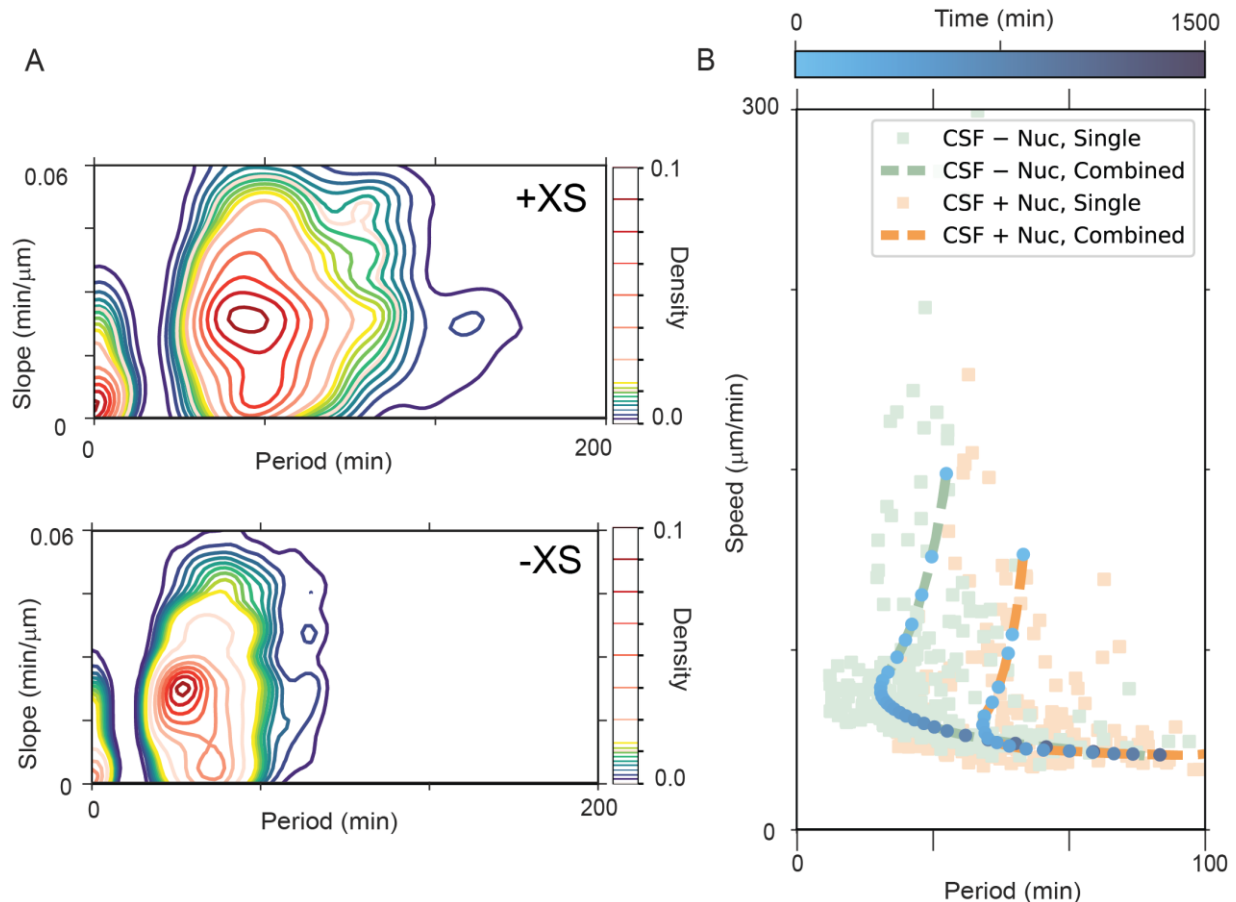 A
0.06
+XS
0.1
Slope (min/μm)
Density
0
0.0
0
Period (min)
200
0.06
-XS
0.1
Slope (min/μm)
Density
0
0.0
0
Period (min)
200
B
0
Time (min)
1500
300
CSF − Nuc, Single
CSF − Nuc, Combined
CSF + Nuc, Single
CSF + Nuc, Combined
Speed (μm/min)
0
0
100
Period (min)